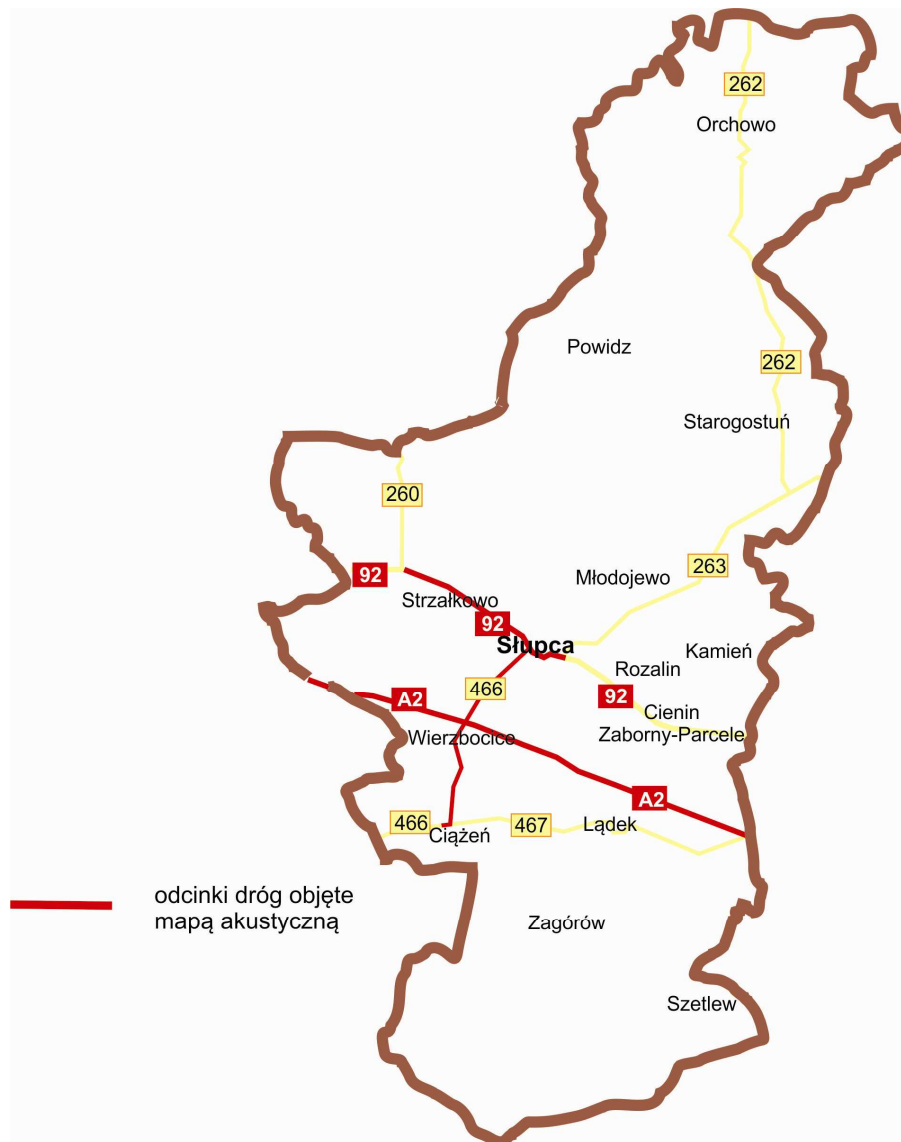 262
Orchowo
Powidz
262
Starogostuń
260
263
92
Młodojewo
Strzałkowo
92
Słupca
Kamień
Rozalin
466
92
A2
Cienin
Zaborny-Parcele
Wierzbocice
A2
466
467
Lądek
Ciążeń
odcinki dróg objęte
mapą akustyczną
Zagórów
Szetlew